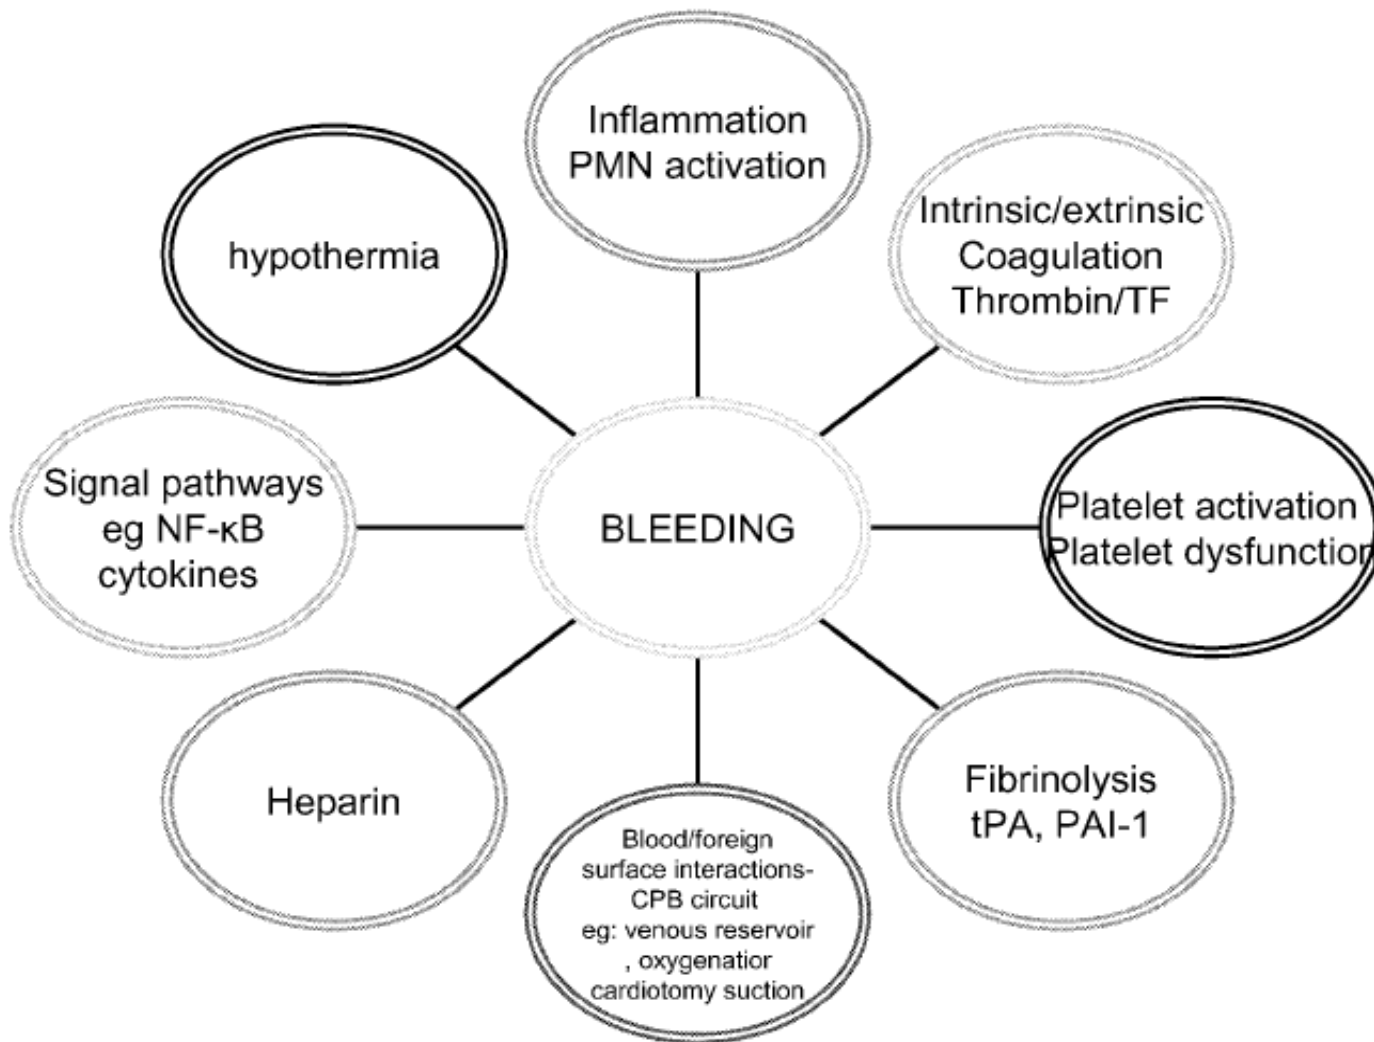 Inflammation
PMN activation
Intrinsic/extrinsic
Coagulation
Thrombin/TF
hypothermia
Signal pathways
eg NF-κB
cytokines
BLEEDING
Platelet activation
Platelet dysfunction
Heparin
Fibrinolysis
tPA, PAI-1
Blood/foreign
surface interactions-
CPB circuit
eg: venous reservoir
, oxygenatior
cardiotomy suction